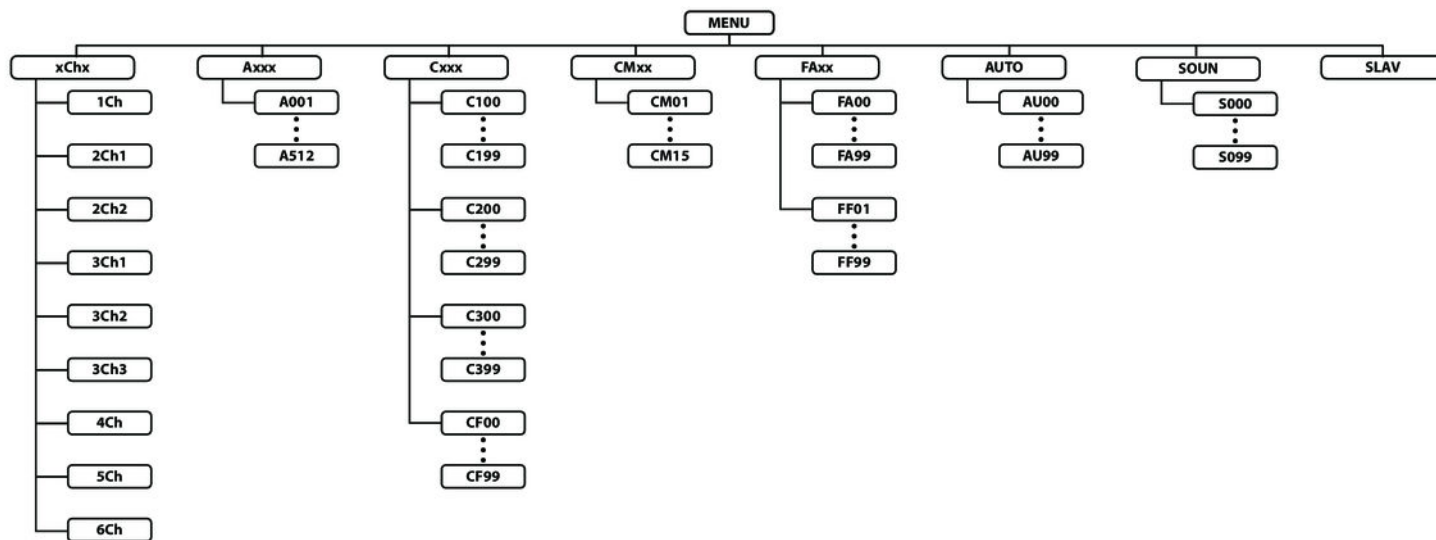 MENU
xChx
Axxx
Cxxx
CMxx
FAxx
AUTO
SOUN
SLAV
1Ch
A001
C100
CM01
FA00
AU00
S000
2Ch1
A512
C199
CM15
FA99
AU99
S099
2Ch2
C200
FF01
3Ch1
C299
FF99
3Ch2
C300
3Ch3
C399
4Ch
CF00
5Ch
CF99
6Ch